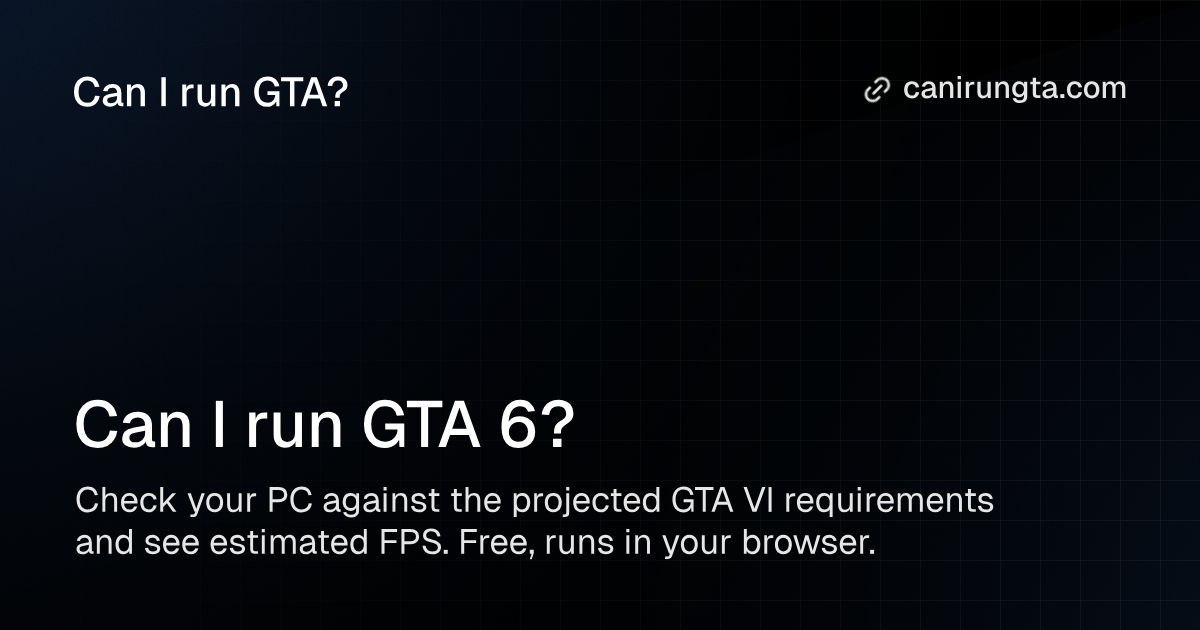 Can I run GTA?
canirungta.com
Can I run GTA 6?
Check your PC against the projected GTA VI requirements
and see estimated FPS. Free, runs in your browser.